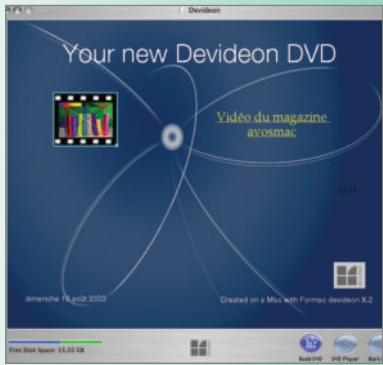 Devideon
Your new Devideon DVD
Vidéo du magazine
avosmac
dimanche 10 août 2003
Created on a Mac with Formac devideon X.2
Free Disk Space 13,25 GB
Build DVD
DVD Player